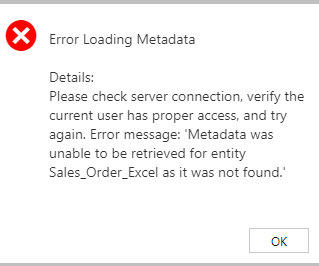 Error Loading Metadata
Details:
Please check server connection, verify the
current user has proper access, and try
again. Error message: 'Metadata was
unable to be retrieved for entity
Sales_Order_Excel as it was not found.'
OK